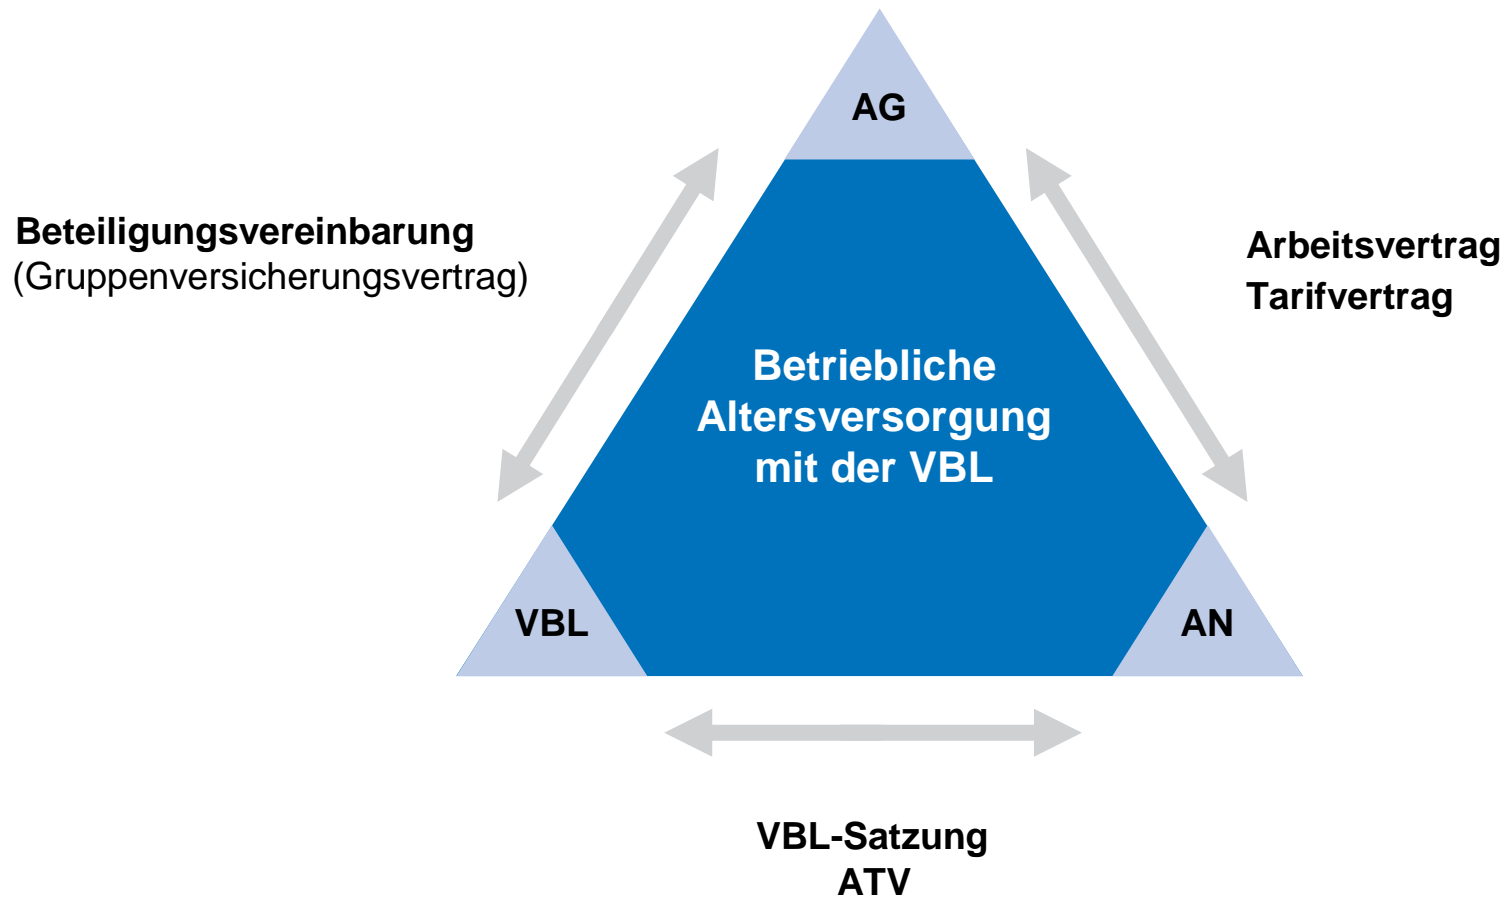 AG
Beteiligungsvereinbarung
(Gruppenversicherungsvertrag)
Arbeitsvertrag
Tarifvertrag
Betriebliche
Altersversorgung
mit der VBL
VBL
AN
VBL-Satzung
ATV